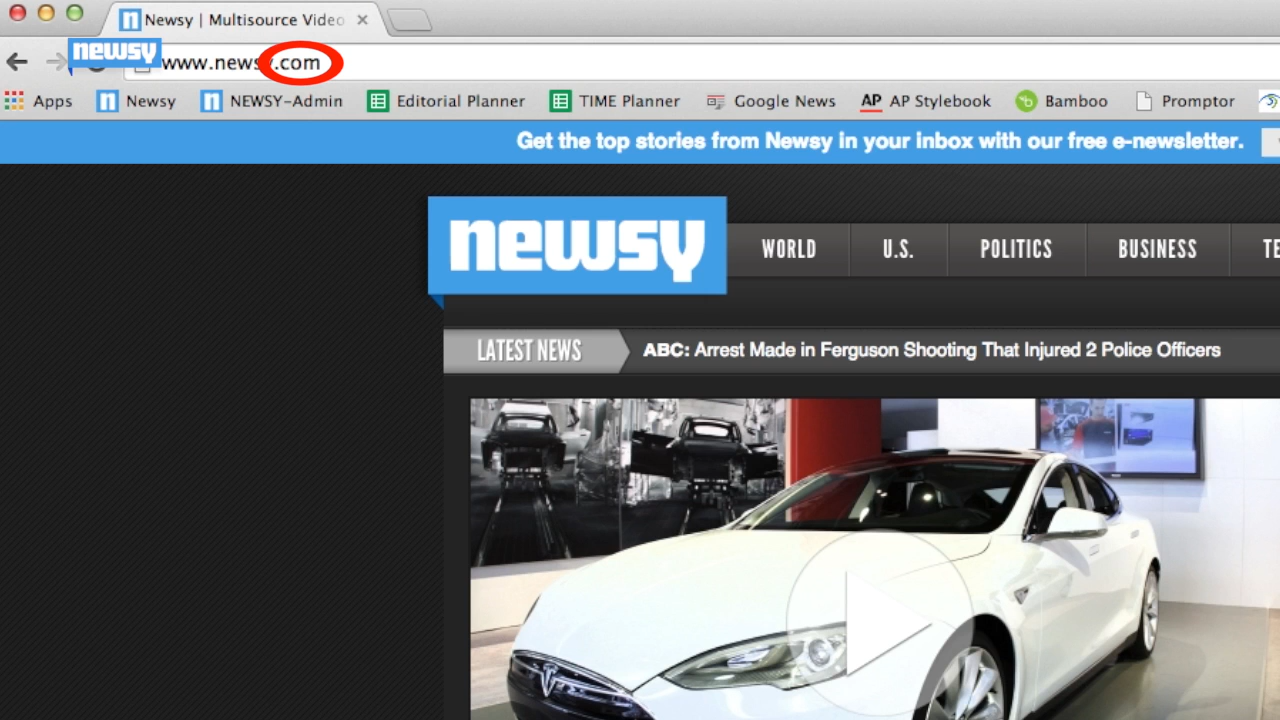 Newsy | Multisource Video
newsy
www.newsy.com
Apps Newsy NEWSY-Admin Editorial Planner TIME Planner Google News AP AP Stylebook Bamboo Promptor
Get the top stories from Newsy in your inbox with our free e-newsletter.
newsy WORLD U.S. POLITICS BUSINESS TE
LATEST NEWS ABC: Arrest Made in Ferguson Shooting That Injured 2 Police Officers